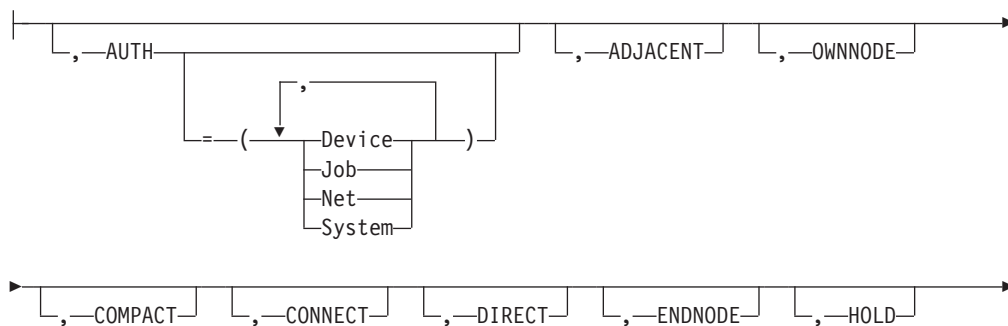 , AUTH , ADJACENT , OWNNODE
,
= ( Device )
Job
Net
System
, COMPACT , CONNECT , DIRECT , ENDNODE , HOLD